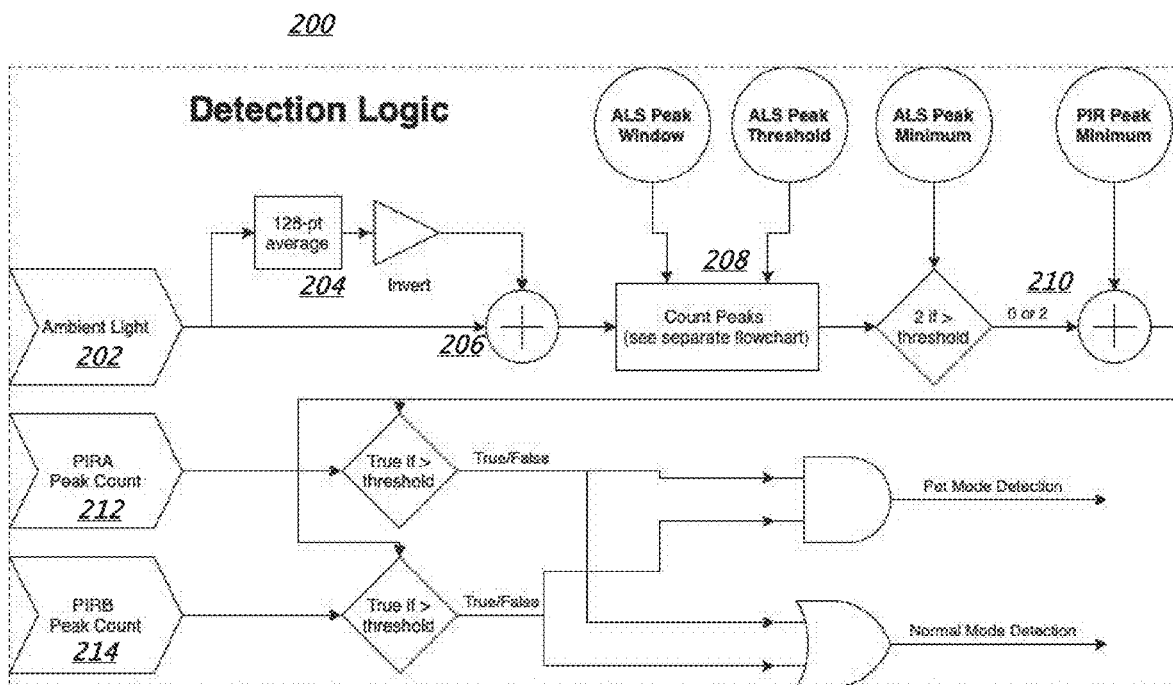 200
Detection Logic
ALS Peak
Window
ALS Peak
Threshold
ALS Peak
Minimum
PIR Peak
Minimum
128-pt
average
204
Invert
Ambient Light
202
206
208
Count Peaks
(see separate flowchart)
2 if >
threshold
0 or 2
210
PIRA
Peak Count
212
True if >
threshold
True/False
Pet Mode Detection
PIRB
Peak Count
214
True if >
threshold
True/False
Normal Mode Detection